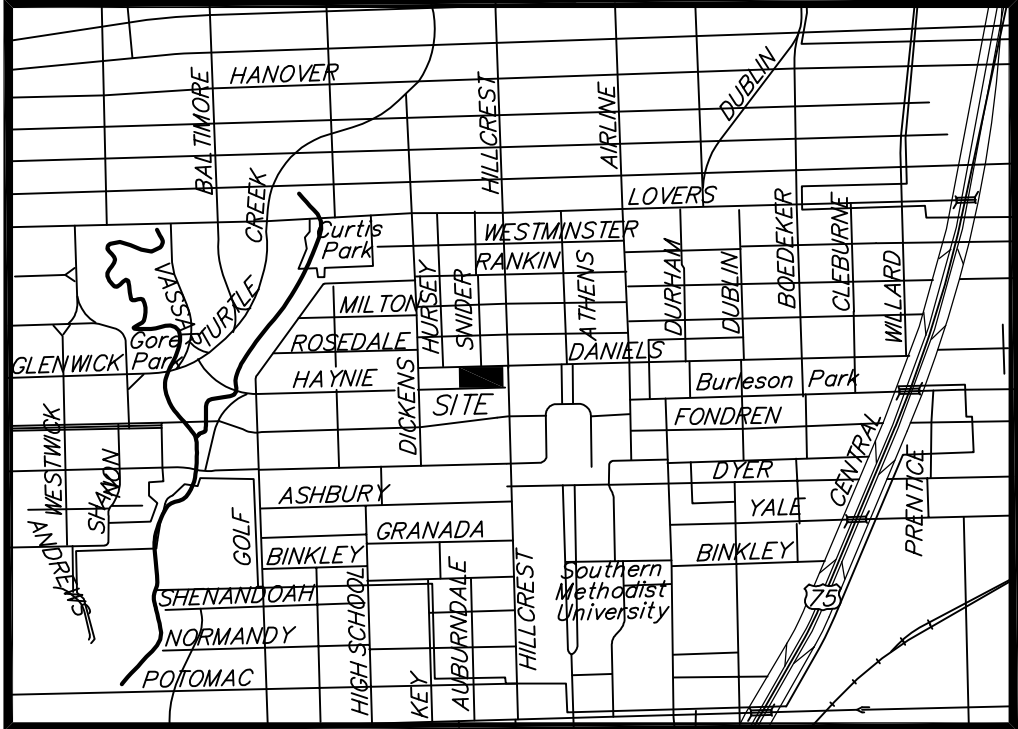 HANOVER
BALTIMORE
HILLCREST
AIRLINE
DUBLIN
CREEK
LOVERS
Curtis
Park
WESTMINSTER
RANKIN
BOEDEKER
CLEBURNE
VASSAR
TURTLE
MILTON
HURSEY
SNIDER
ATHENS
DURHAM
DUBLIN
WILLARD
Gore
Park
ROSEDALE
DANIELS
GLENWICK
HAYNIE
DICKENS
SITE
Burleson Park
FONDREN
WESTWICK
SHANNON
ANDREWS
DYER
CENTRAL
PRENTICE
ASHBURY
YALE
GOLF
GRANADA
BINKLEY
BINKLEY
HIGH SCHOOL
AUBURNDALE
HILLCREST
Southern
Methodist
University
75
SHENANDOAH
NORMANDY
POTOMAC
KEY